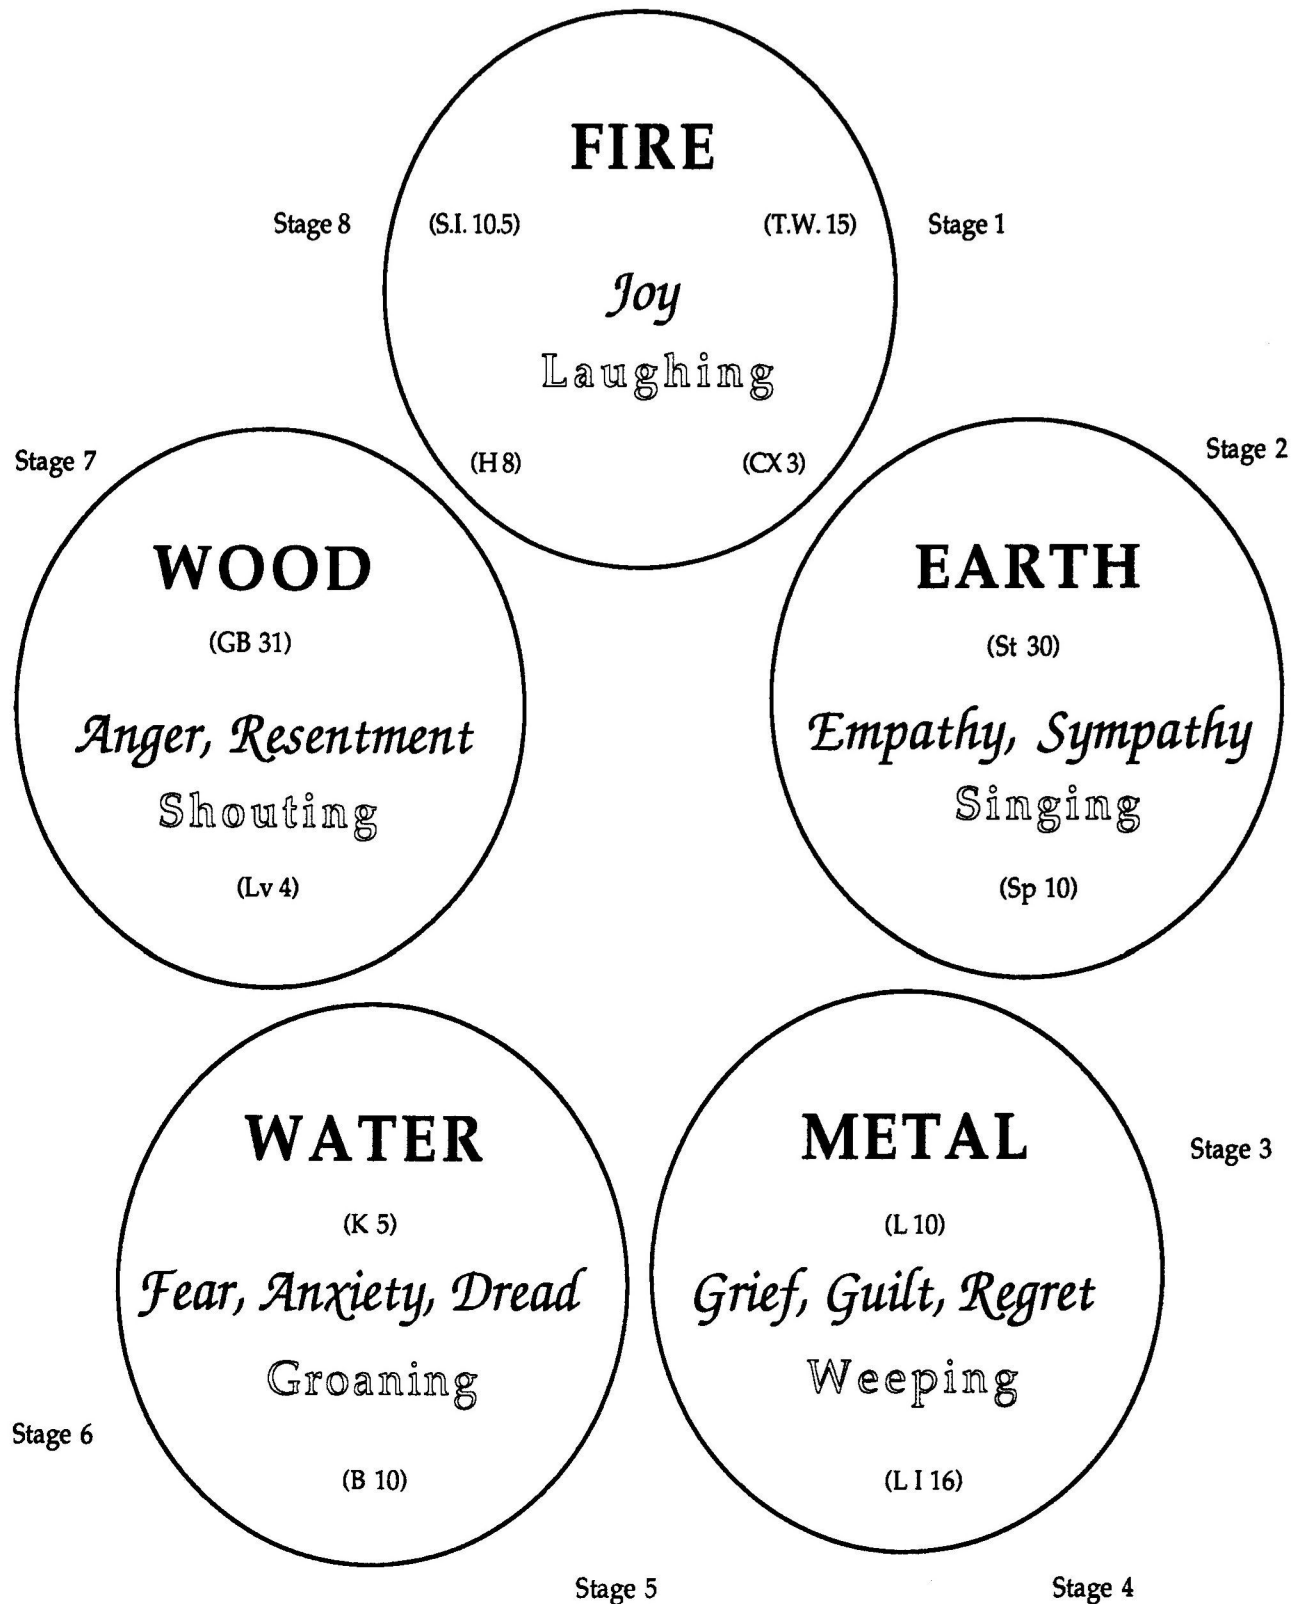 FIRE
Stage 8
(S.I. 10.5)
(T.W. 15)
Stage 1
Joy
Laughing
(H 8)
(CX 3)
Stage 7
WOOD
(GB 31)
Anger, Resentment
Shouting
(Lv 4)
Stage 2
EARTH
(St 30)
Empathy, Sympathy
Singing
(Sp 10)
WATER
(K 5)
Fear, Anxiety, Dread
Groaning
(B 10)
Stage 6
Stage 5
METAL
Stage 3
(L 10)
Grief, Guilt, Regret
Weeping
(L I 16)
Stage 4